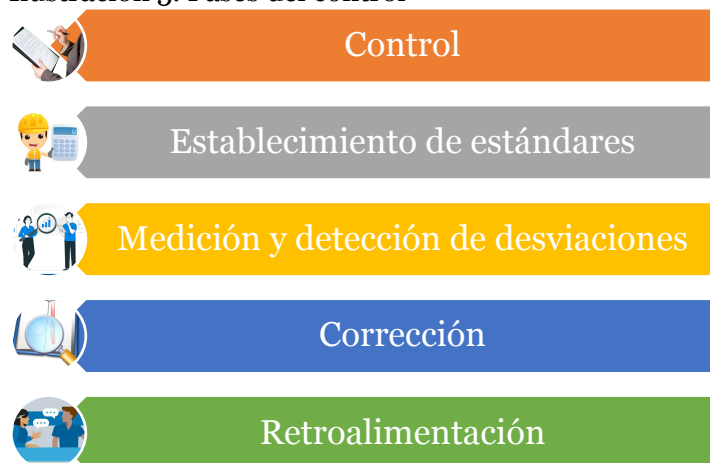 Control
Establecimiento de estándares
Medición y detección de desviaciones
Corrección
Retroalimentación